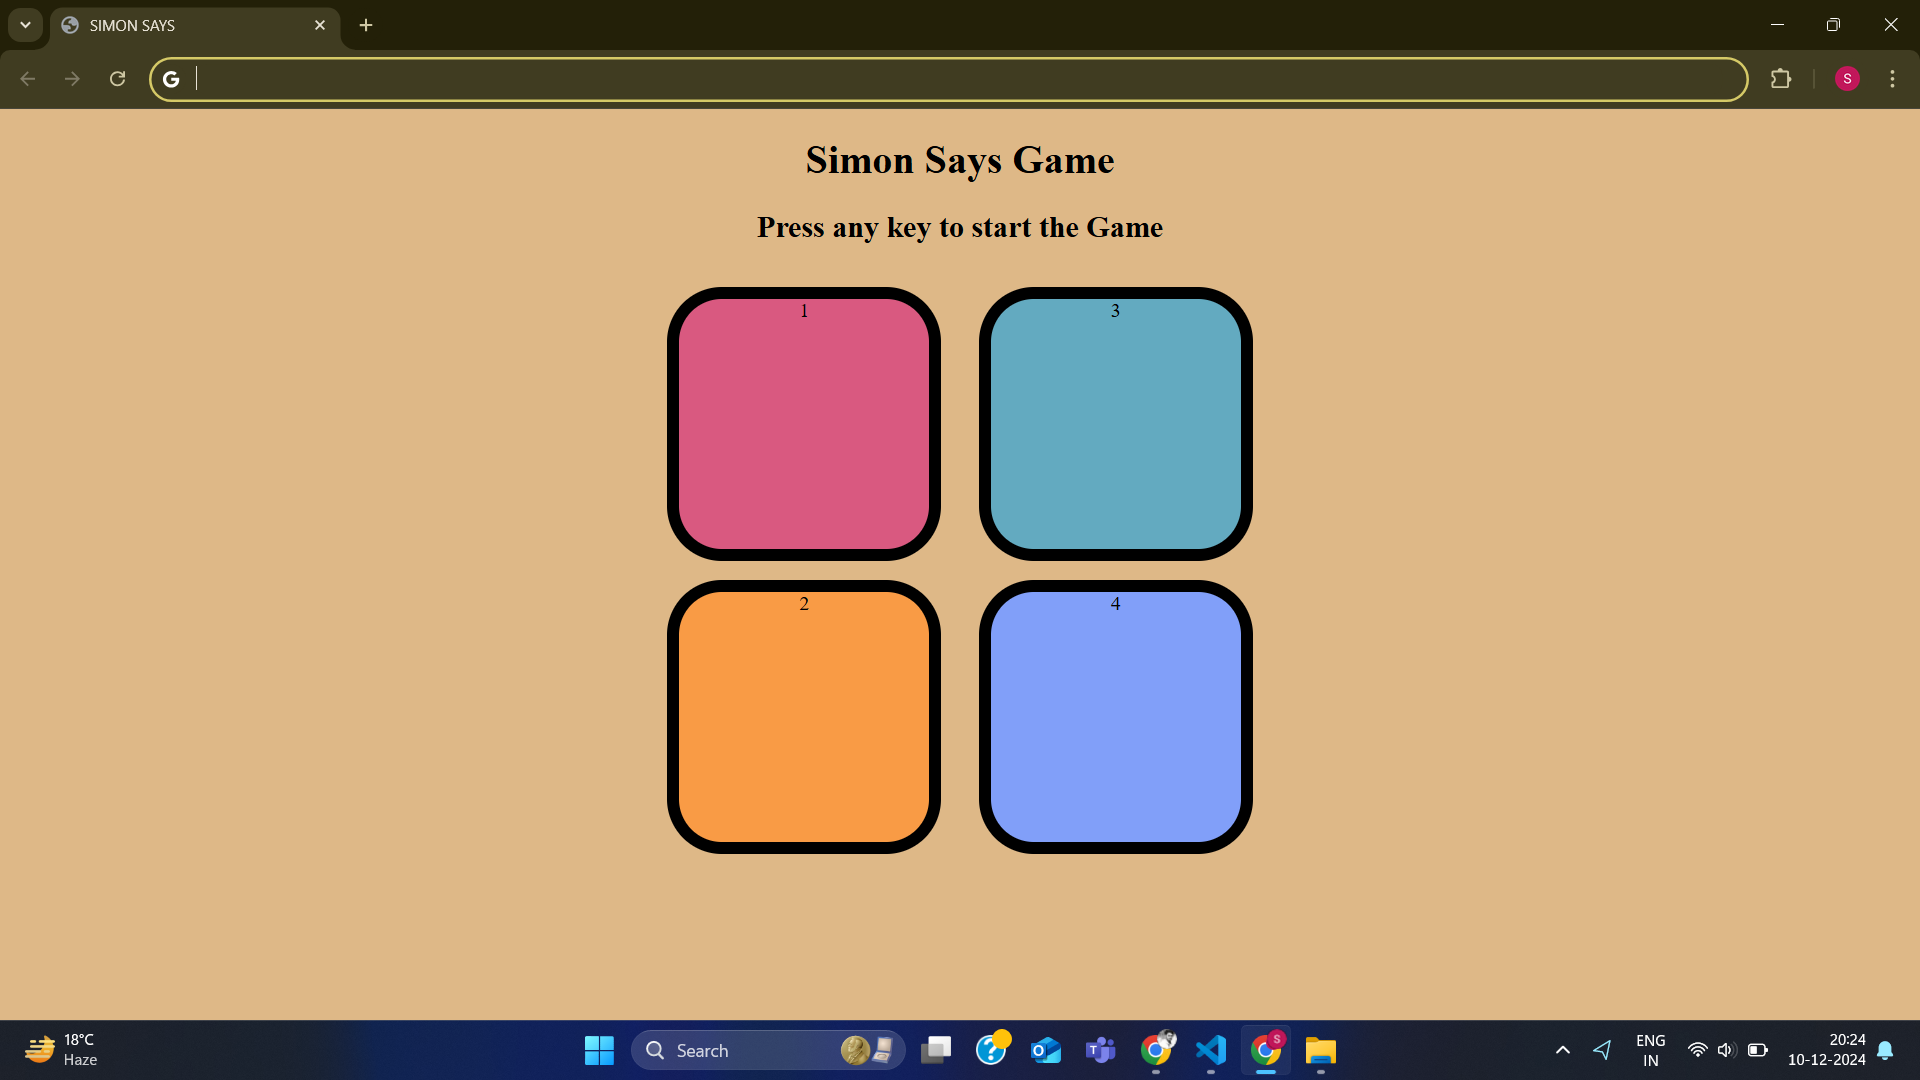 SIMON SAYS
G
S
Simon Says Game
Press any key to start the Game
1
3
2
4
18°C
Haze
Search
ENG
IN
20:24
10-12-2024